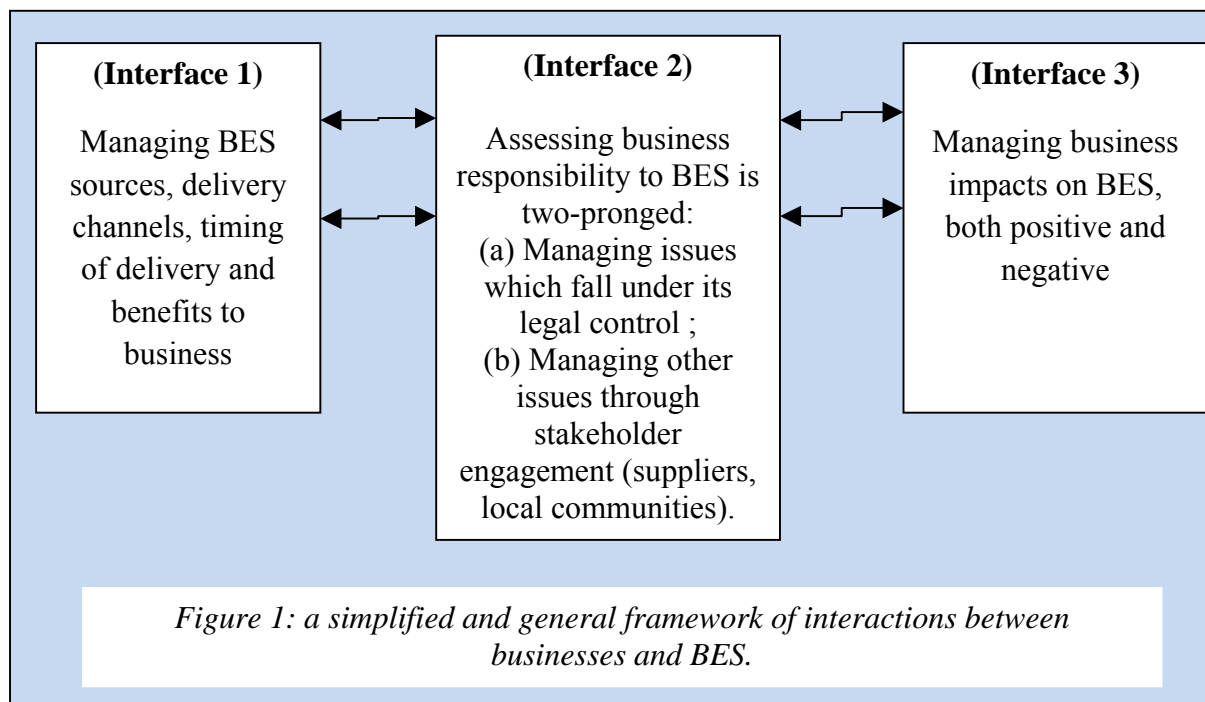 (Interface 1)
Managing BES
sources, delivery
channels, timing
of delivery and
benefits to
business
(Interface 2)
Assessing business
responsibility to BES is
two-pronged:
(a) Managing issues
which fall under its
legal control ;
(b) Managing other
issues through
stakeholder
engagement (suppliers,
local communities).
(Interface 3)
Managing business
impacts on BES,
both positive and
negative
Figure 1: a simplified and general framework of interactions between
businesses and BES.